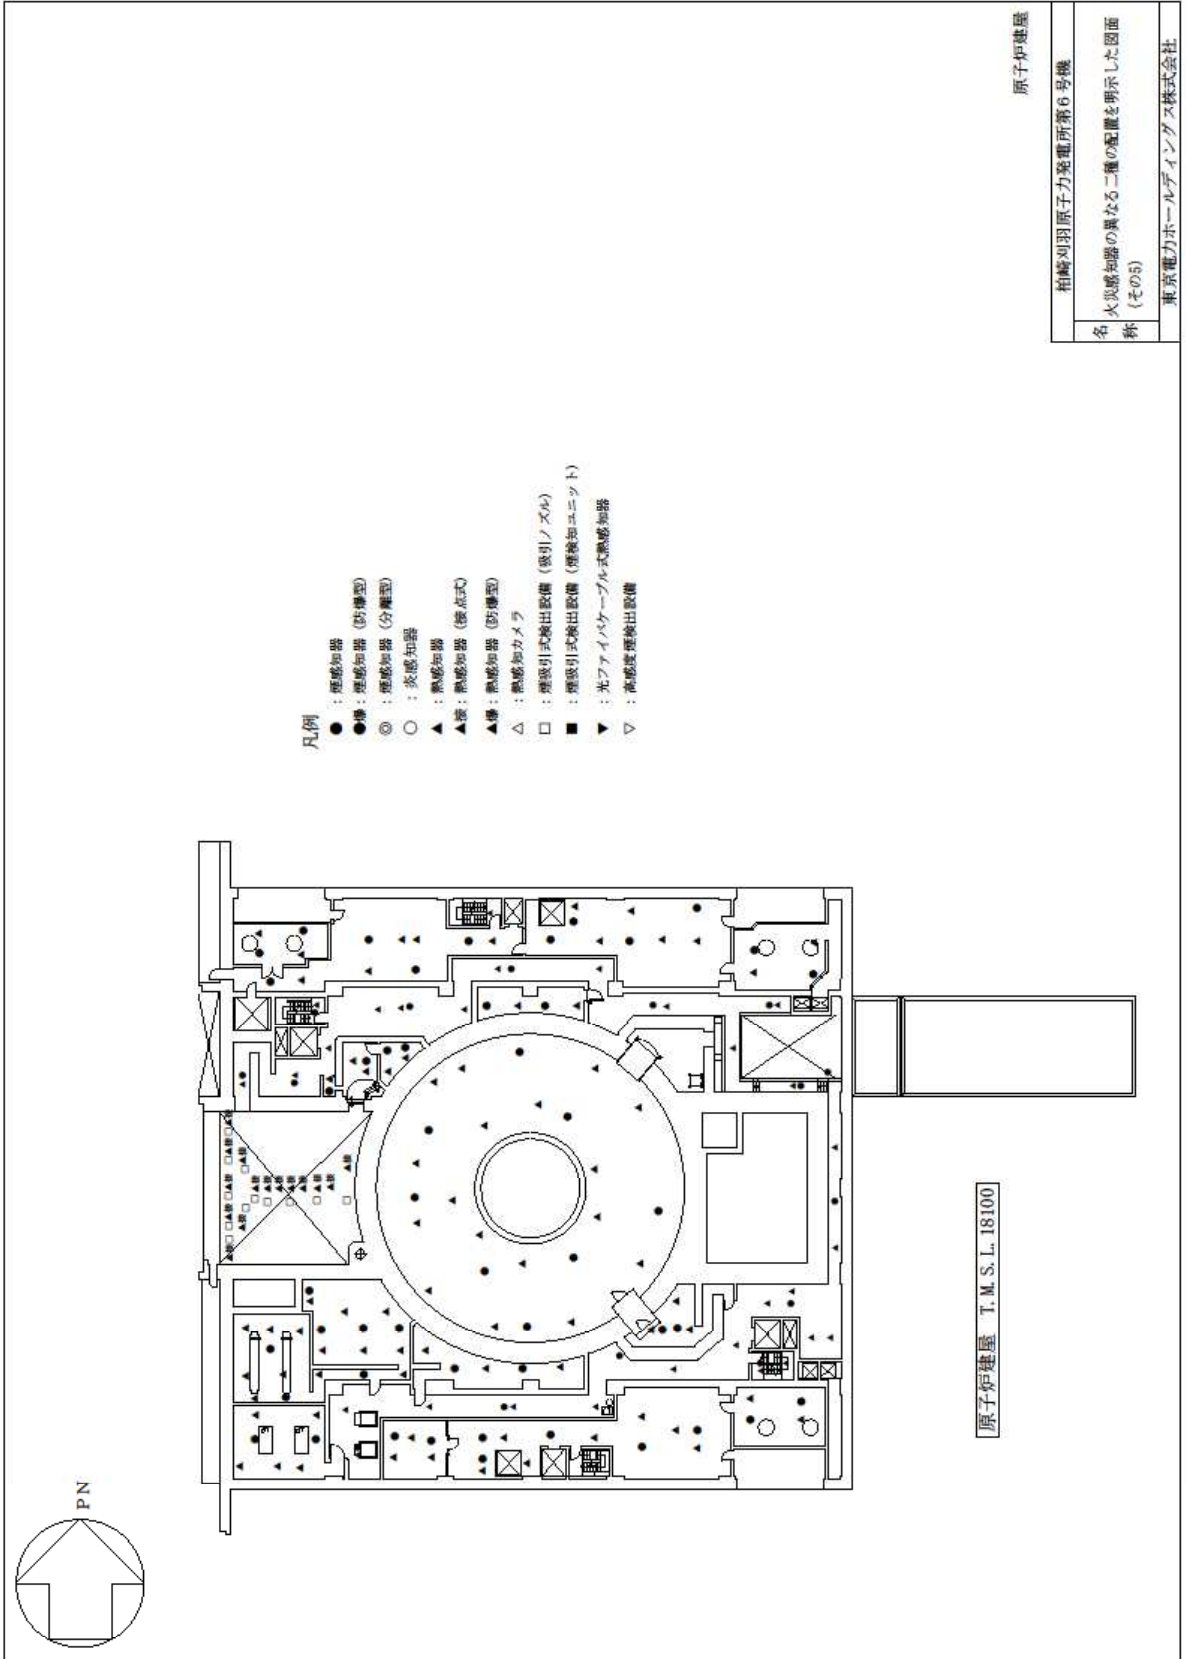 PN
原子炉建屋 T.M.S.L.18100
凡例
● : 煙感知器
●爆: 煙感知器 (防爆型)
◎ : 煙感知器 (分離型)
○ : 炎感知器
▲ : 熱感知器
▲接: 熱感知器 (接点式)
▲爆: 熱感知器 (防爆型)
△ : 熱感知カメラ
□ : 煙吸引式検出設備 (吸引ノズル)
■ : 煙吸引式検出設備 (煙検知ユニット)
▼ : 光ファイバケーブル式熱感知器
▽ : 高感度煙検出設備
原子炉建屋
柏崎刈羽原子力発電所第6号機
名称
火災感知器の異なる二種の配置を明示した図面
(その5)
東京電力ホールディングス株式会社